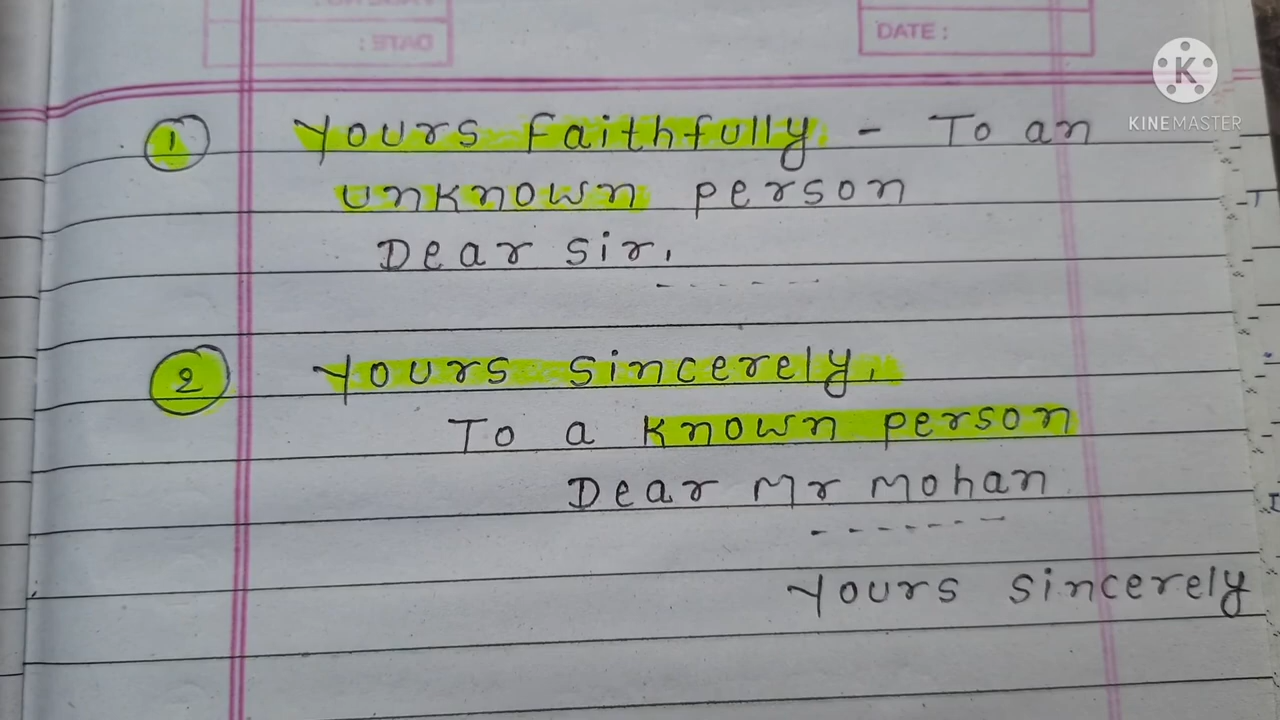 DATE :
DATE :
K
KINEMASTER
1 Yours Faithfully - To an
unknown person
Dear Sir,
2 Yours Sincerely,
To a known person
Dear Mr Mohan
Yours Sincerely